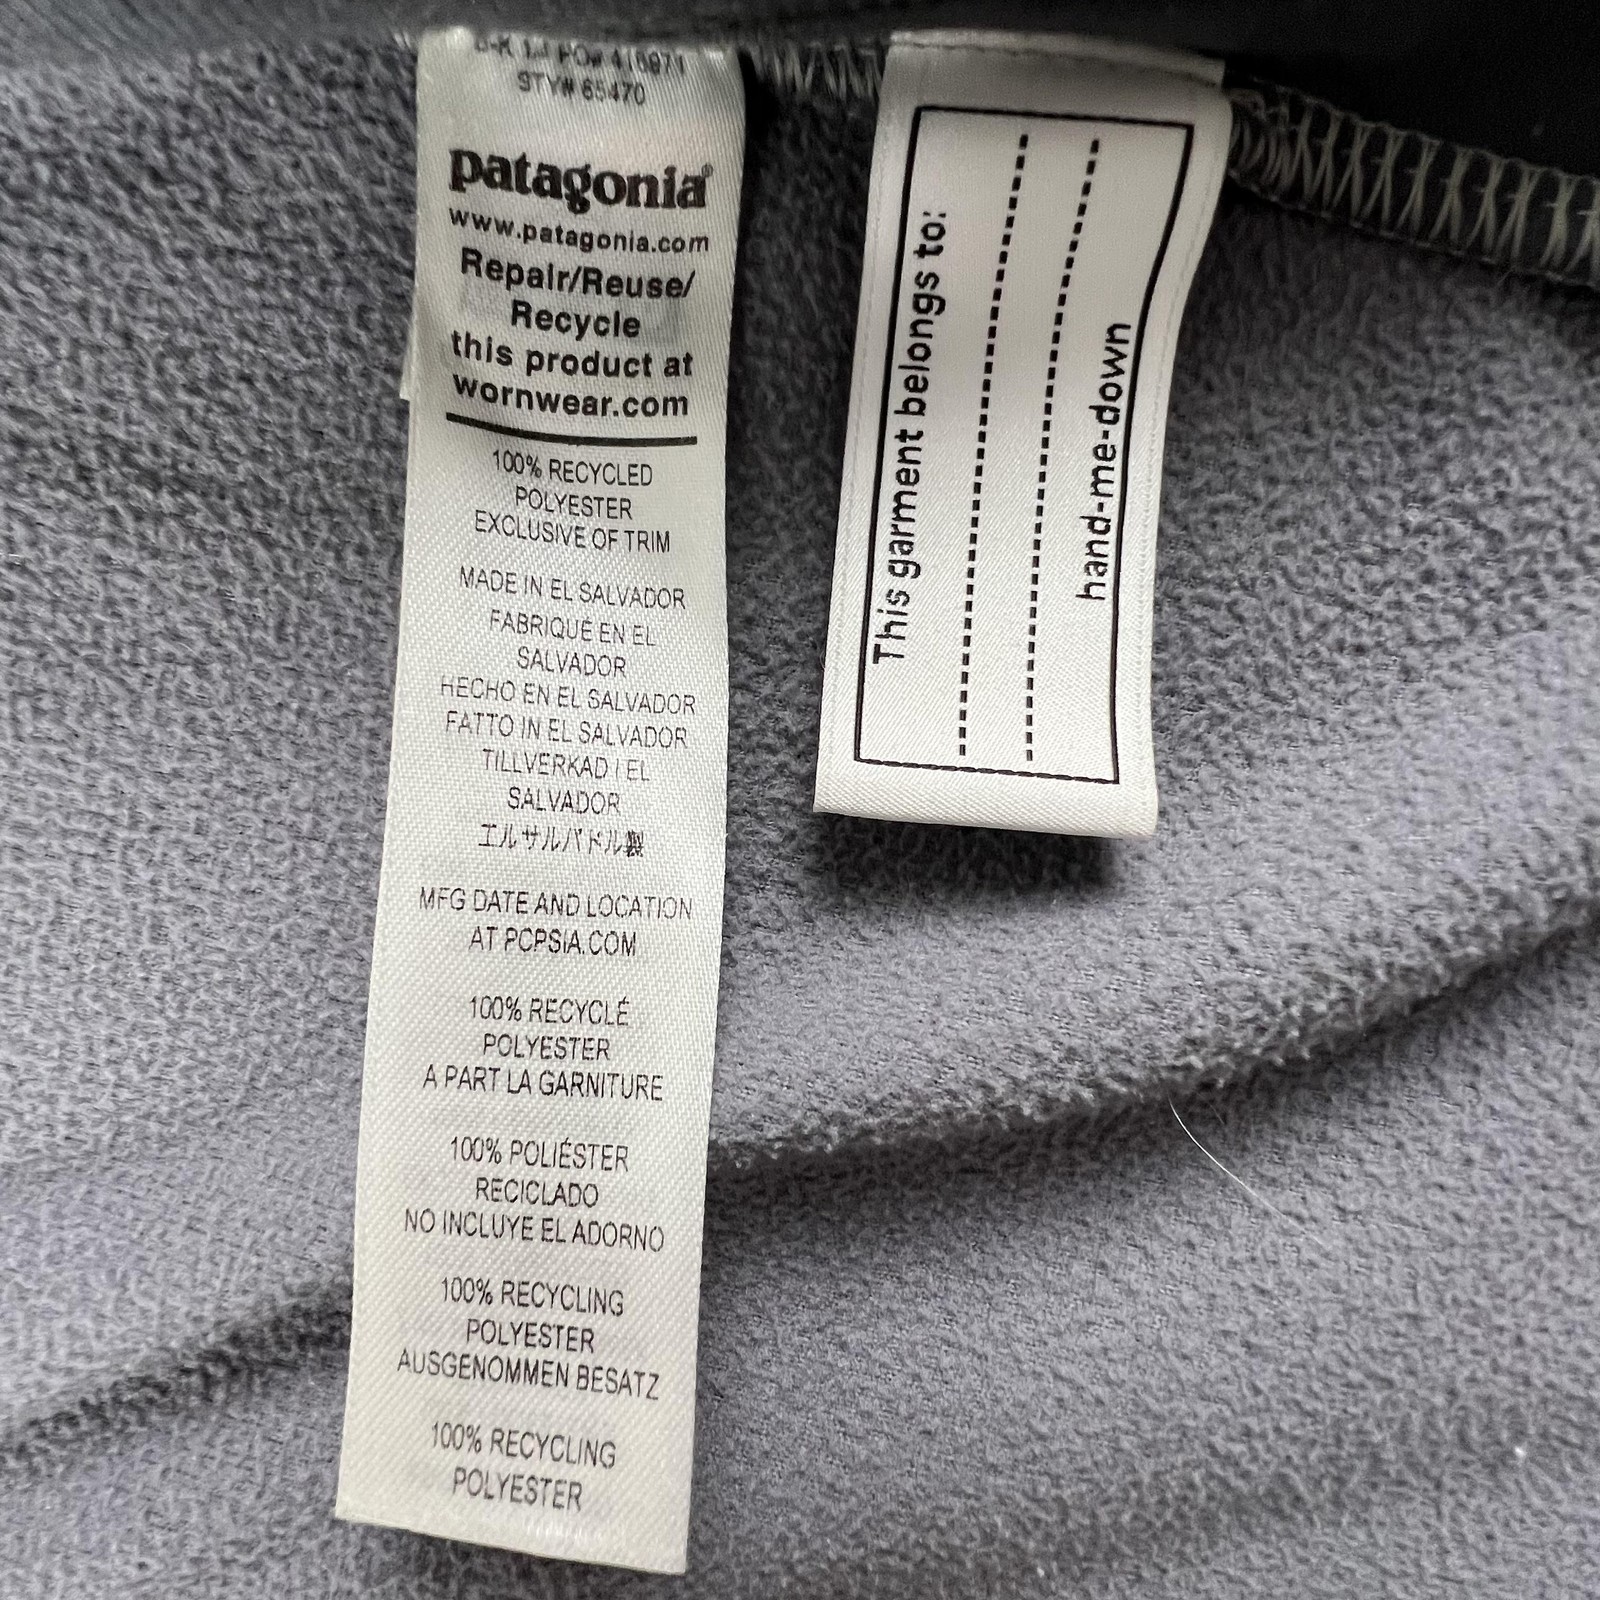 PO# 416971
STY# 65470
patagonia®
www.patagonia.com
Repair/Reuse/
Recycle
this product at
wornwear.com
100% RECYCLED
POLYESTER
EXCLUSIVE OF TRIM
MADE IN EL SALVADOR
FABRIQUÉ EN EL
SALVADOR
HECHO EN EL SALVADOR
FATTO IN EL SALVADOR
TILLVERKAD I EL
SALVADOR
エルサルバドル製
MFG DATE AND LOCATION
AT PCPSIA.COM
100% RECYCLÉ
POLYESTER
A PART LA GARNITURE
100% POLIÉSTER
RECICLADO
NO INCLUYE EL ADORNO
100% RECYCLING
POLYESTER
AUSGENOMMEN BESATZ
100% RECYCLING
POLYESTER
This garment belongs to:
hand-me-down